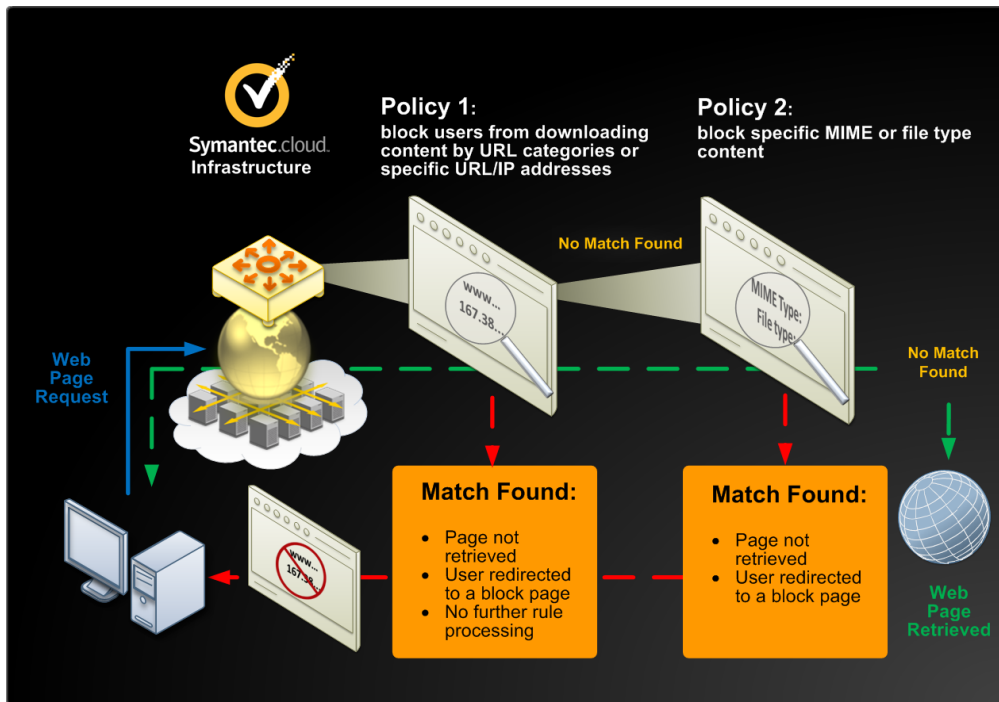 Symantec.cloud.
Infrastructure
Policy 1:
block users from downloading
content by URL categories or
specific URL/IP addresses
Policy 2:
block specific MIME or file type
content
No Match Found
www...
167.38...
MIME Type:
File type:
Web
Page
Request
No Match
Found
Match Found:
• Page not
retrieved
• User redirected
to a block page
• No further rule
processing
Match Found:
• Page not
retrieved
• User redirected
to a block page
www...
167.38...
Web
Page
Retrieved